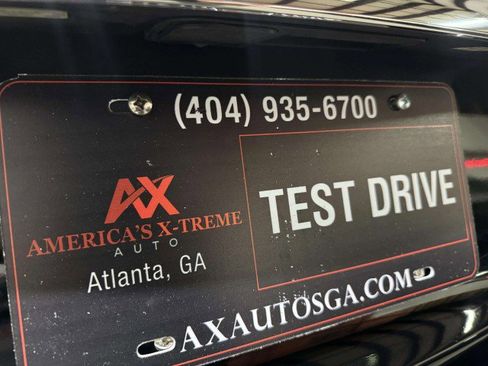 (404) 935-6700
AX
AMERICA'S X-TREME
AUTO
Atlanta, GA
TEST DRIVE
AXAUTOSGA.COM